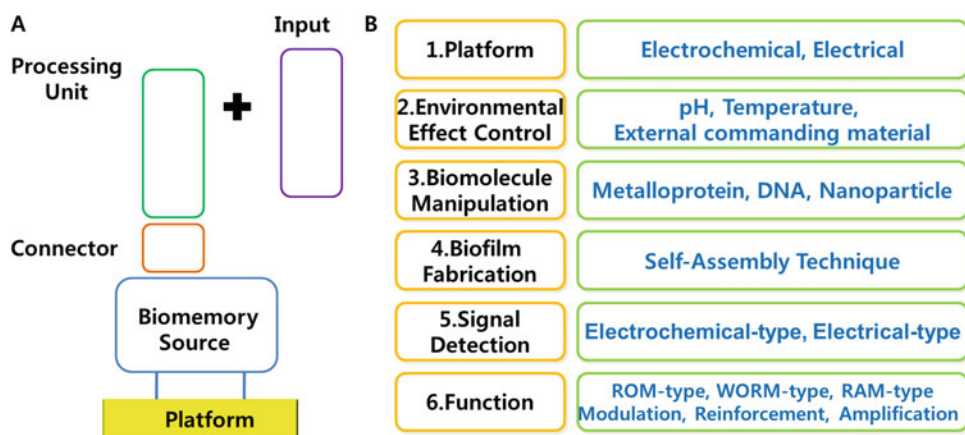 A
Input
Processing
Unit
Connector
Biomemory
Source
Platform
B
1.Platform
Electrochemical, Electrical
2.Environmental
Effect Control
pH, Temperature,
External commanding material
3.Biomolecule
Manipulation
Metalloprotein, DNA, Nanoparticle
4.Biofilm
Fabrication
Self-Assembly Technique
5.Signal
Detection
Electrochemical-type, Electrical-type
6.Function
ROM-type, WORM-type, RAM-type
Modulation, Reinforcement, Amplification